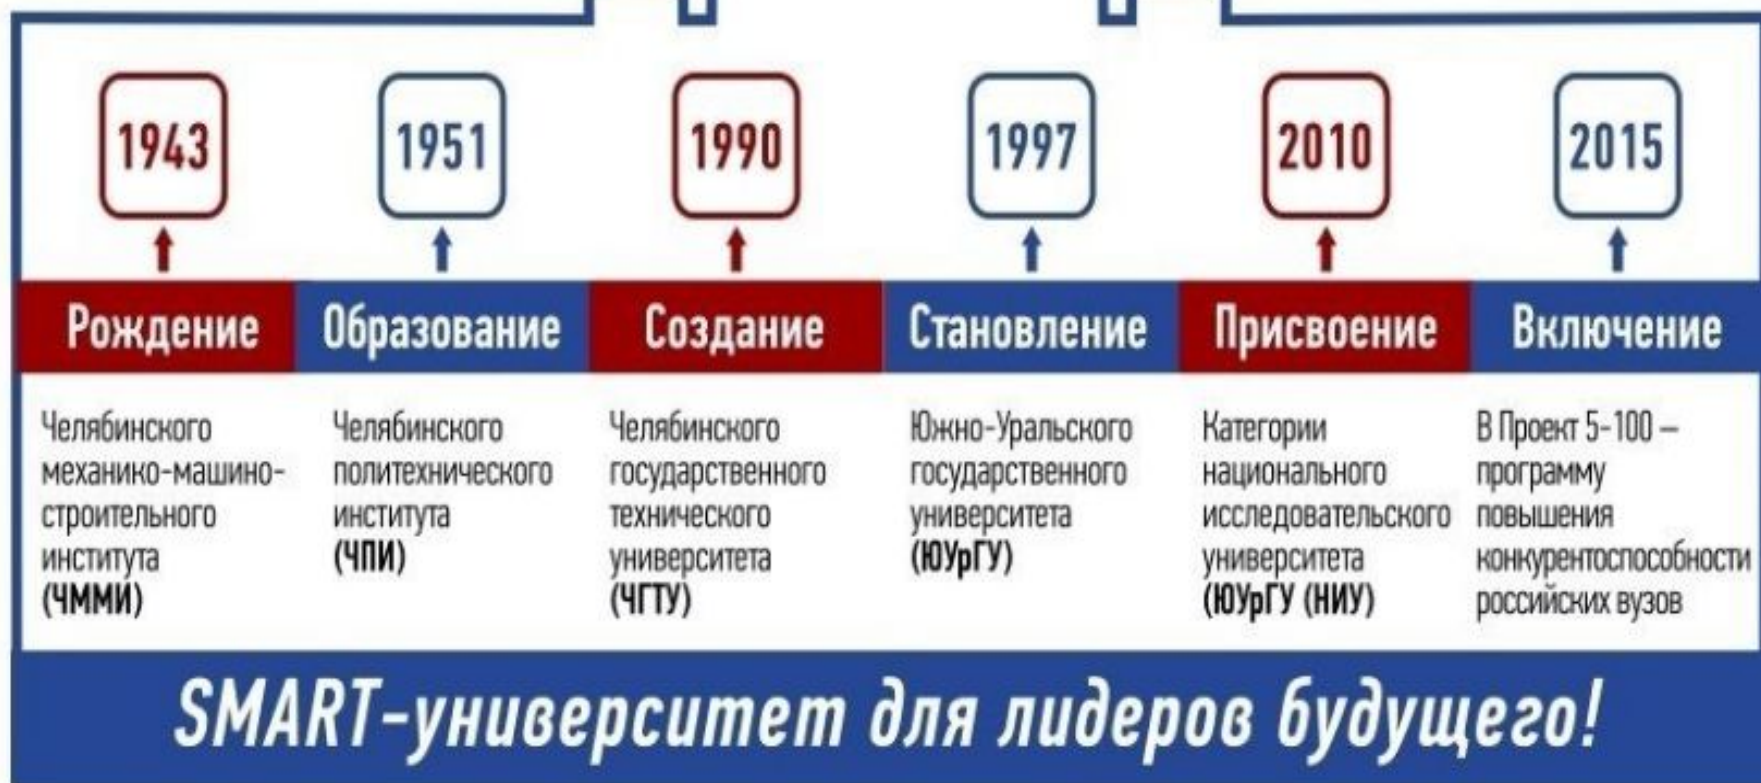 1943
1951
1990
1997
2010
2015
Рождение
Образование
Создание
Становление
Присвоение
Включение
Челябинского
механико-машино-
строительного
института
(ЧММИ)
Челябинского
политехнического
института
(ЧПИ)
Челябинского
государственного
технического
университета
(ЧГТУ)
Южно-Уральского
государственного
университета
(ЮУрГУ)
Категории
национального
исследовательского
университета
(ЮУрГУ (НИУ)
В Проект 5-100 –
программу
повышения
конкурентоспособности
российских вузов
SMART-университет для лидеров будущего!